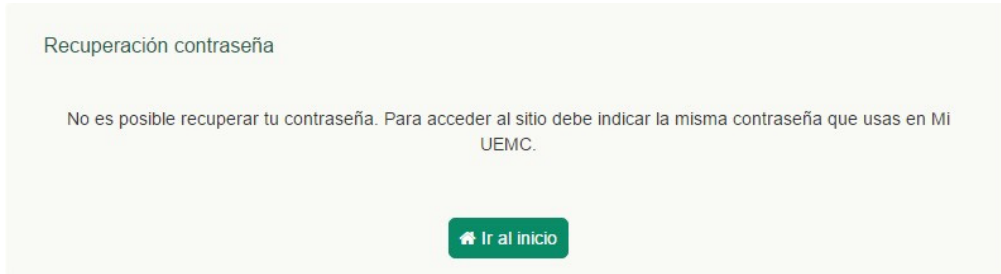 Recuperación contraseña
No es posible recuperar tu contraseña. Para acceder al sitio debe indicar la misma contraseña que usas en Mi
UEMC.
Ir al inicio